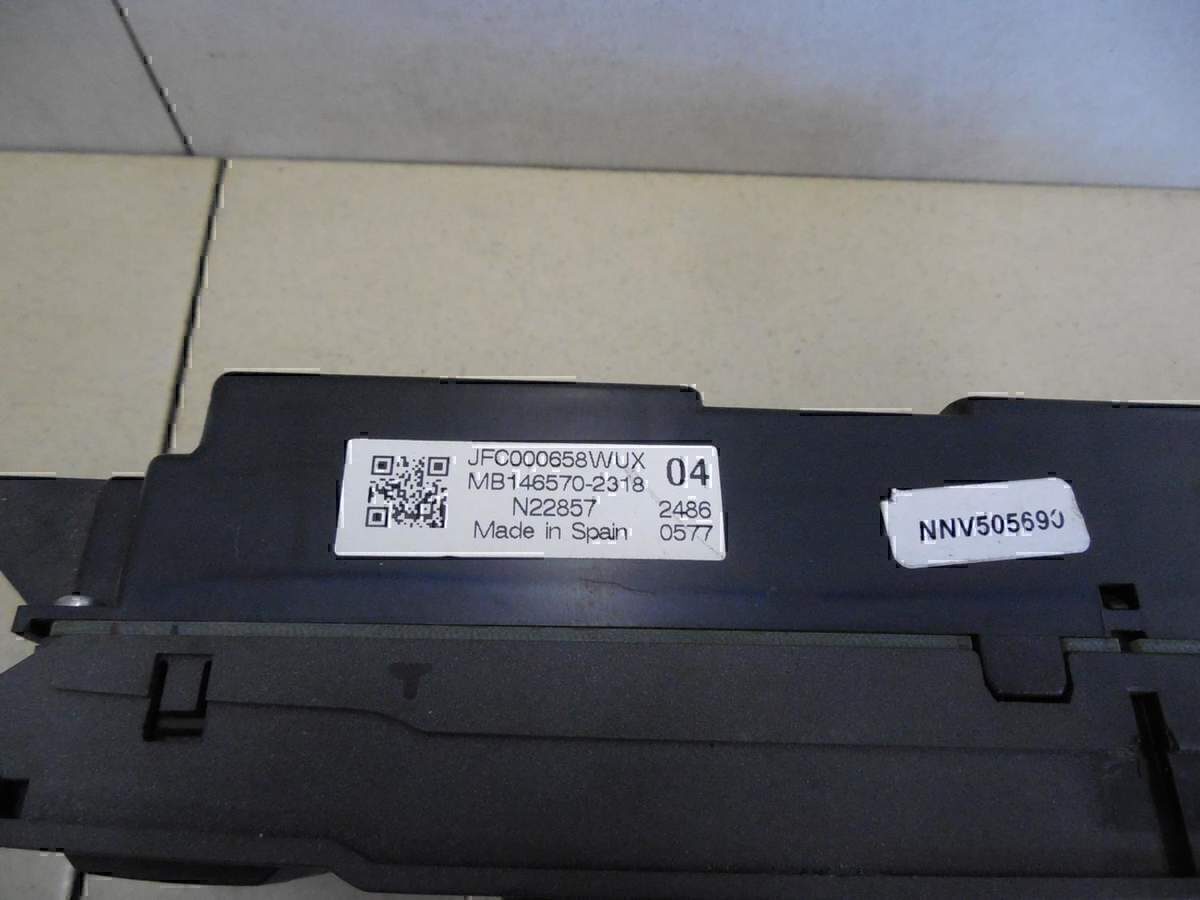 JFC000658WUX 04
MB146570-2318
N22857 2486
Made in Spain 0577
NNV505690